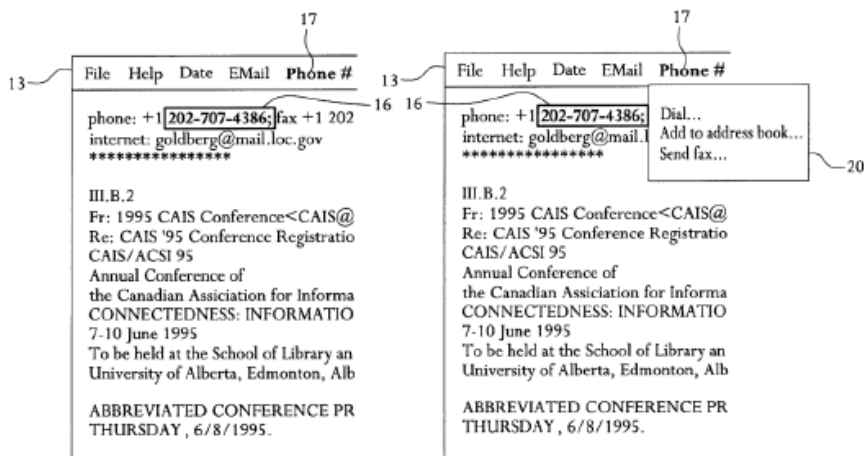 17
13
File Help Date EMail Phone #
phone: +1 202-707-4386; fax +1 202
16
internet: goldberg@mail.loc.gov
****************
III.B.2
Fr: 1995 CAIS Conference<CAIS@
Re: CAIS '95 Conference Registratio
CAIS/ACSI 95
Annual Conference of
the Canadian Assiciation for Informa
CONNECTEDNESS: INFORMATIO
7-10 June 1995
To be held at the School of Library an
University of Alberta, Edmonton, Alb
ABBREVIATED CONFERENCE PR
THURSDAY, 6/8/1995.
17
13
File Help Date EMail Phone #
16
phone: +1 202-707-4386;
internet: goldberg@mail.l
****************
Dial...
Add to address book...
Send fax...
20
III.B.2
Fr: 1995 CAIS Conference<CAIS@
Re: CAIS '95 Conference Registratio
CAIS/ACSI 95
Annual Conference of
the Canadian Assiciation for Informa
CONNECTEDNESS: INFORMATIO
7-10 June 1995
To be held at the School of Library an
University of Alberta, Edmonton, Alb
ABBREVIATED CONFERENCE PR
THURSDAY, 6/8/1995.